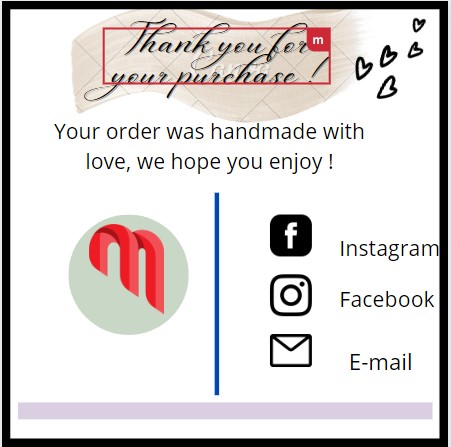 Thank you for
m
your purchase !
Your order was handmade with
love, we hope you enjoy !
Instagram
Facebook
E-mail